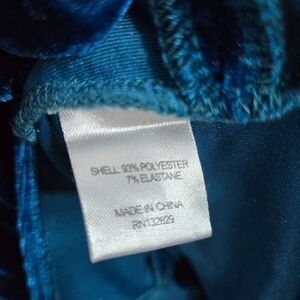 SHELL: 93% POLYESTER
7% ELASTANE
MADE IN CHINA
RN132629